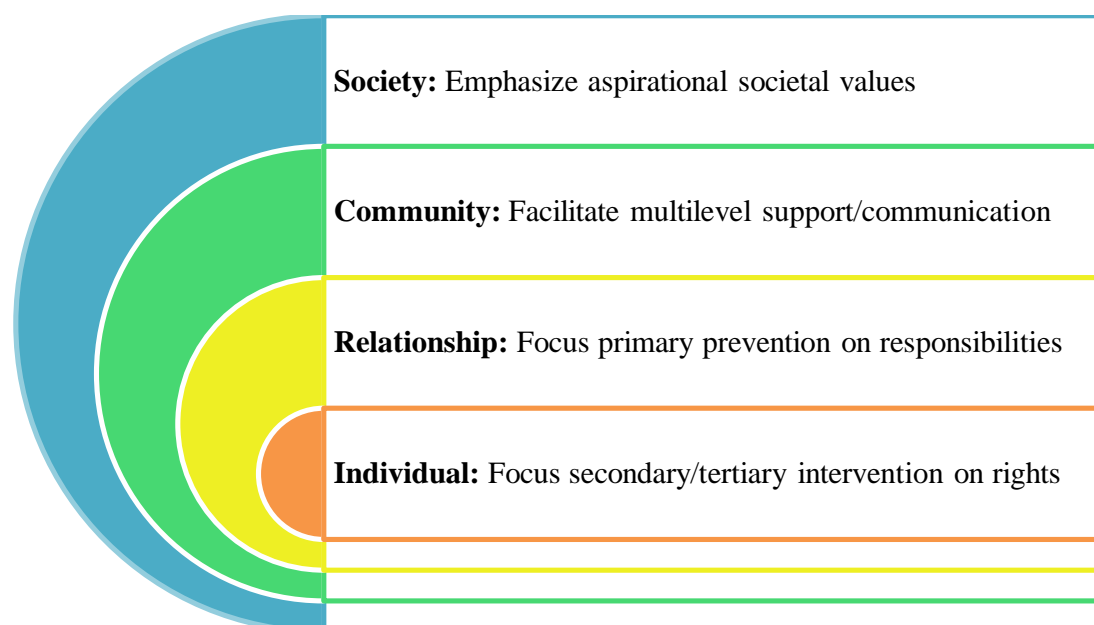 Society: Emphasize aspirational societal values
Community: Facilitate multilevel support/communication
Relationship: Focus primary prevention on responsibilities
Individual: Focus secondary/tertiary intervention on rights